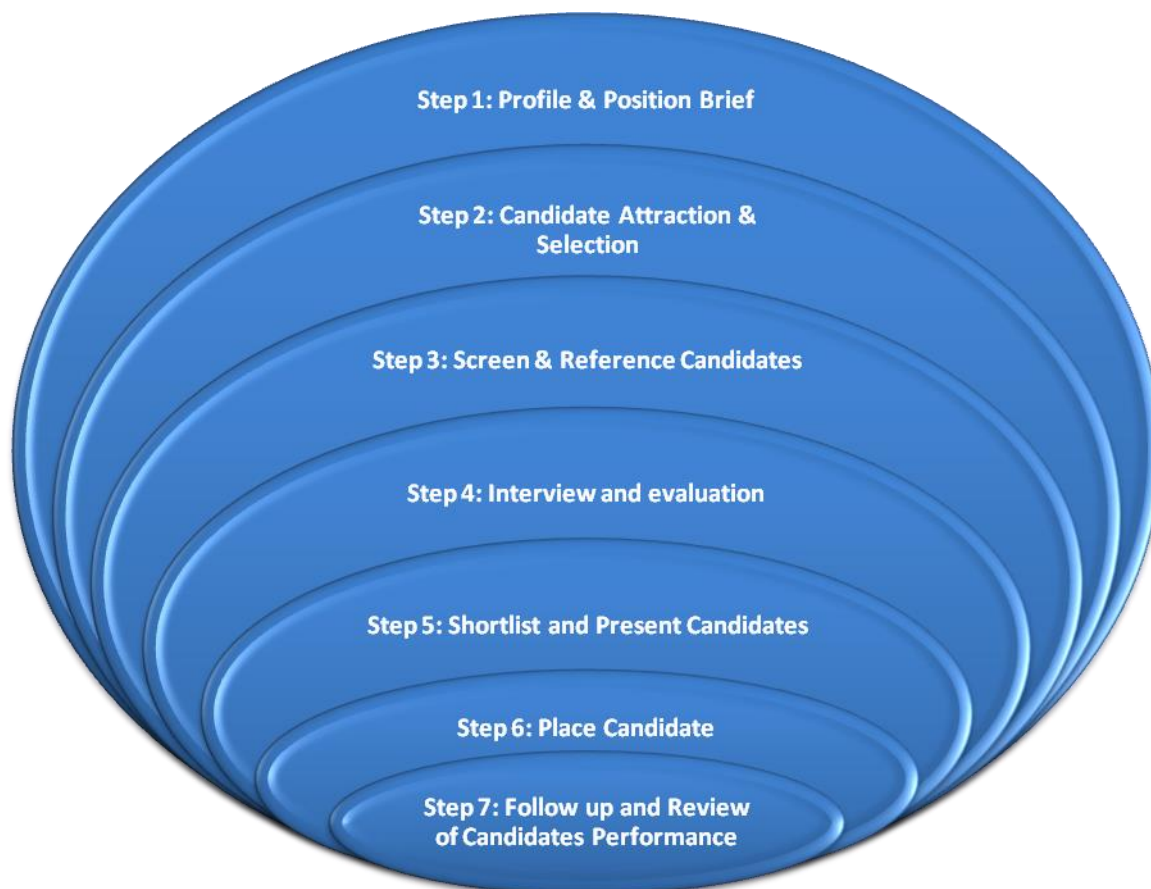 Step 1: Profile & Position Brief
Step 2: Candidate Attraction &
Selection
Step 3: Screen & Reference Candidates
Step 4: Interview and evaluation
Step 5: Shortlist and Present Candidates
Step 6: Place Candidate
Step 7: Follow up and Review
of Candidates Performance